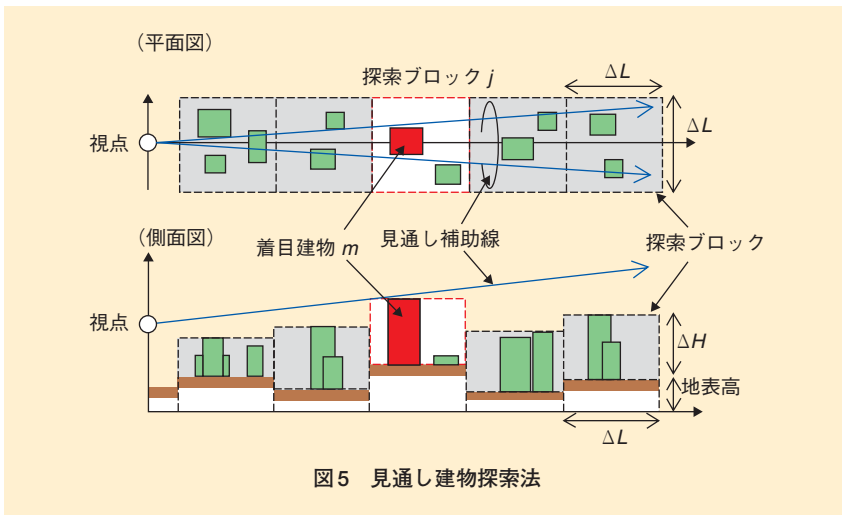 (平面図)
探索ブロック j
ΔL
視点
ΔL
(側面図)
着目建物 m
見通し補助線
探索ブロック
視点
ΔH
地表高
ΔL
図5 見通し建物探索法